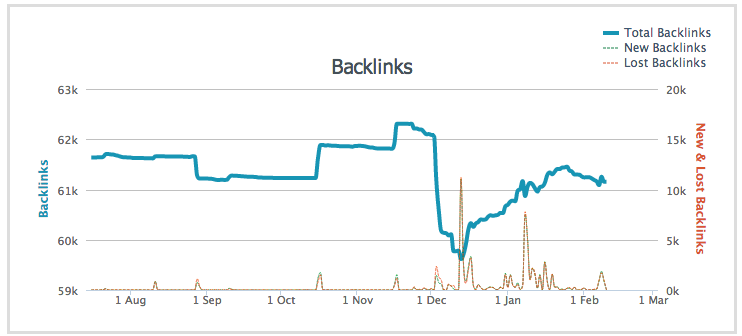 Total Backlinks
New Backlinks
Lost Backlinks
Backlinks
63k
20k
62k
15k
61k
10k
60k
5k
59k
0k
Backlinks
New & Lost Backlinks
1 Aug
1 Sep
1 Oct
1 Nov
1 Dec
1 Jan
1 Feb
1 Mar